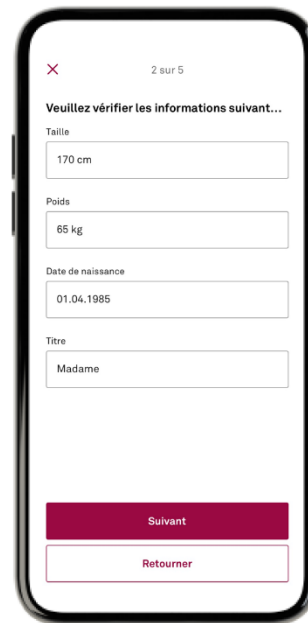 2 sur 5
Veuillez vérifier les informations suivant...
Taille
170 cm
Poids
65 kg
Date de naissance
01.04.1985
Titre
Madame
Suivant
Retourner